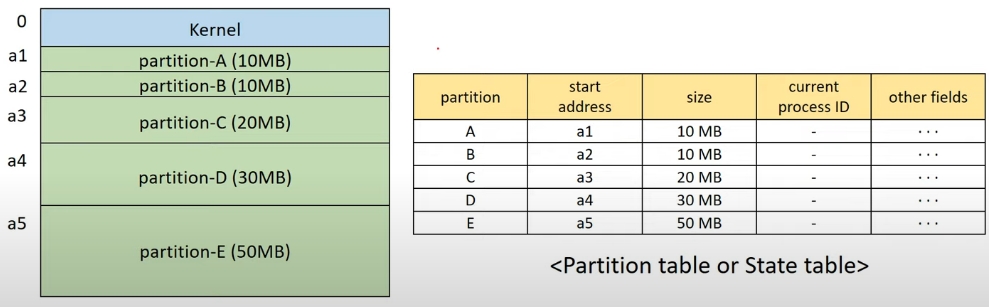 0
Kernel
a1
partition-A (10MB)
a2
partition-B (10MB)
a3
partition-C (20MB)
a4
partition-D (30MB)
a5
partition-E (50MB)
partition start address size current process ID other fields
A a1 10 MB - ···
B a2 10 MB - ···
C a3 20 MB - ···
D a4 30 MB - ···
E a5 50 MB - ···
<Partition table or State table>